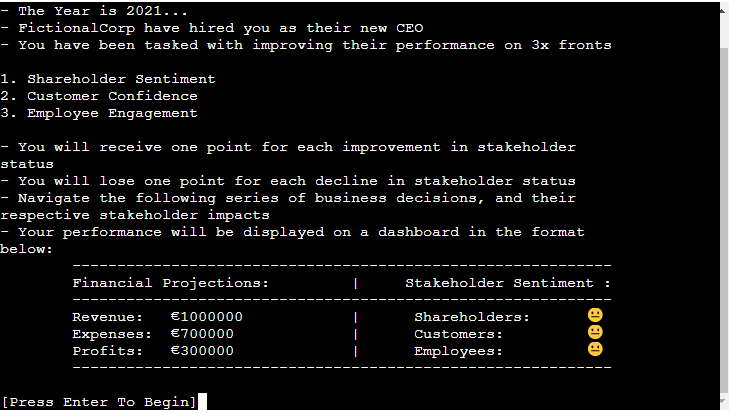 - The Year is 2021...
- FictionalCorp have hired you as their new CEO
- You have been tasked with improving their performance on 3x fronts
1. Shareholder Sentiment
2. Customer Confidence
3. Employee Engagement
- You will receive one point for each improvement in stakeholder
status
- You will lose one point for each decline in stakeholder status
- Navigate the following series of business decisions, and their
respective stakeholder impacts
- Your performance will be displayed on a dashboard in the format
below:
------------------------------------------------------------
Financial Projections: | Stakeholder Sentiment :
------------------------------------------------------------
Revenue: €1000000 | Shareholders: 😐
Expenses: €700000 | Customers: 😐
Profits: €300000 | Employees: 😐
------------------------------------------------------------
[Press Enter To Begin]